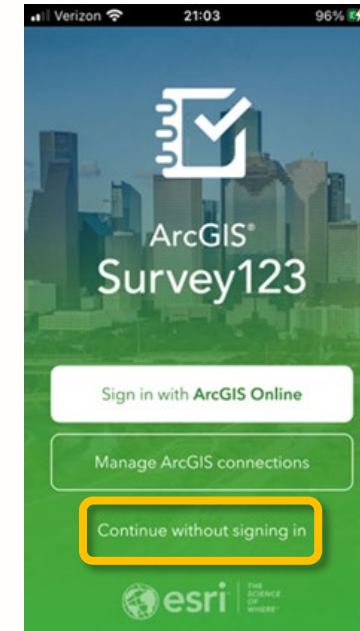 Verizon 21:03 96%
ArcGIS®
Survey123
Sign in with ArcGIS Online
Manage ArcGIS connections
Continue without signing in
esri THE
SCIENCE
OF
WHERE™